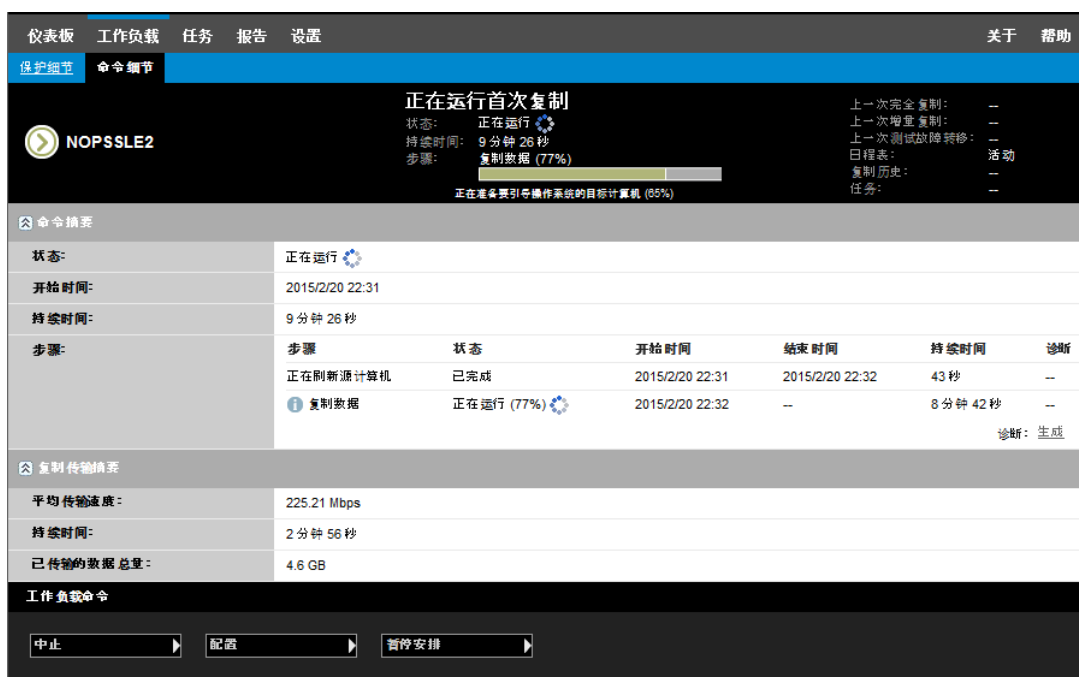 仪表板 工作负载 任务 报告 设置 关于 帮助
保护细节 命令细节
NOPSSLE2
正在运行首次复制
状态: 正在运行
持续时间: 9 分钟 26 秒
步骤: 复制数据 (77%)
正在准备要引导操作系统的目标计算机 (65%)
上一次完全复制: --
上一次增量复制: --
上一次测试故障转移: --
日程表: 活动
复制历史: --
任务: --
命令摘要
状态: 正在运行
开始时间: 2015/2/20 22:31
持续时间: 9 分钟 26 秒
步骤: 步骤 状态 开始时间 结束时间 持续时间 诊断
正在刷新源计算机 已完成 2015/2/20 22:31 2015/2/20 22:32 43 秒 --
复制数据 正在运行 (77%) 2015/2/20 22:32 -- 8 分钟 42 秒 --
诊断: 生成
复制传输摘要
平均传输速度: 225.21 Mbps
持续时间: 2 分钟 56 秒
已传输的数据总量: 4.6 GB
工作负载命令
中止 配置 暂停安排